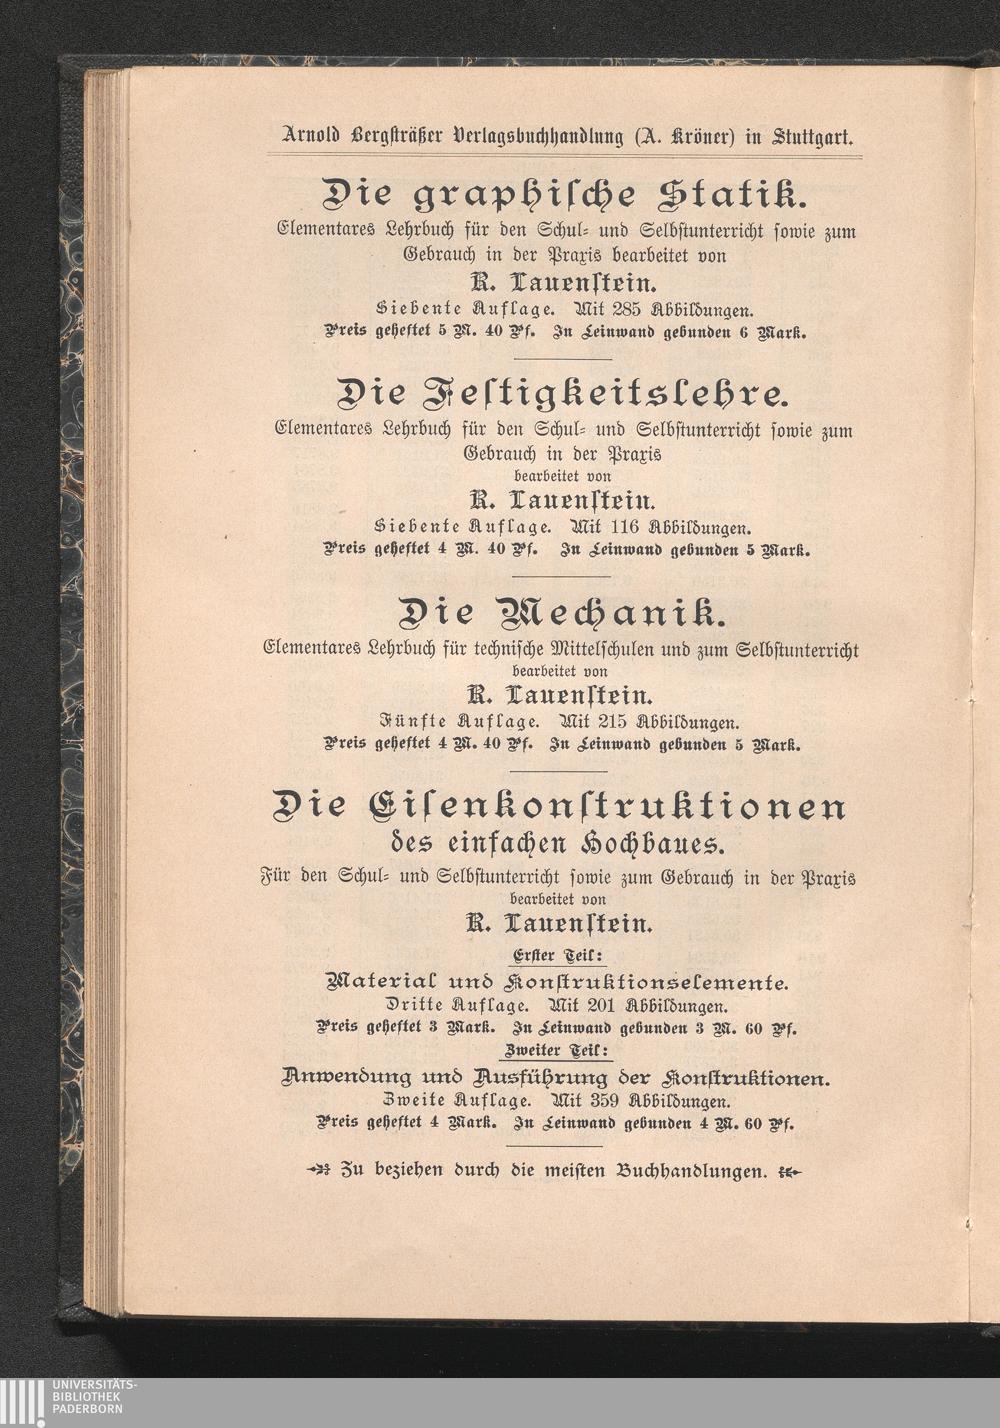 Arnold Bergsträßer Verlagsbuchhandlung (A. Kröner) in Stuttgart.
Die graphiſche Statik.
Elementares Lehrbuch für den Schul- und Selbſtunterricht ſowie zum
Gebrauch in der Praxis bearbeitet von
R. Lauenſtein.
Siebente Auflage. Mit 285 Abbildungen.
Preis geheftet 5 M. 40 Pf. In Leinwand gebunden 6 Mark.
Die Feſtigkeitslehre.
Elementares Lehrbuch für den Schul- und Selbſtunterricht ſowie zum
Gebrauch in der Praxis
bearbeitet von
R. Lauenſtein.
Siebente Auflage. Mit 116 Abbildungen.
Preis geheftet 4 M. 40 Pf. In Leinwand gebunden 5 Mark.
Die Mechanik.
Elementares Lehrbuch für techniſche Mittelſchulen und zum Selbſtunterricht
bearbeitet von
R. Lauenſtein.
Fünfte Auflage. Mit 215 Abbildungen.
Preis geheftet 4 M. 40 Pf. In Leinwand gebunden 5 Mark.
Die Eiſenkonſtruktionen
des einfachen Hochbaues.
Für den Schul- und Selbſtunterricht ſowie zum Gebrauch in der Praxis
bearbeitet von
R. Lauenſtein.
Erſter Teil:
Material und Konſtruktionselemente.
Dritte Auflage. Mit 201 Abbildungen.
Preis geheftet 3 Mark. In Leinwand gebunden 3 M. 60 Pf.
Zweiter Teil:
Anwendung und Ausführung der Konſtruktionen.
Zweite Auflage. Mit 359 Abbildungen.
Preis geheftet 4 Mark. In Leinwand gebunden 4 M. 60 Pf.
Zu beziehen durch die meiſten Buchhandlungen.
UNIVERSITÄTS-
BIBLIOTHEK
PADERBORN